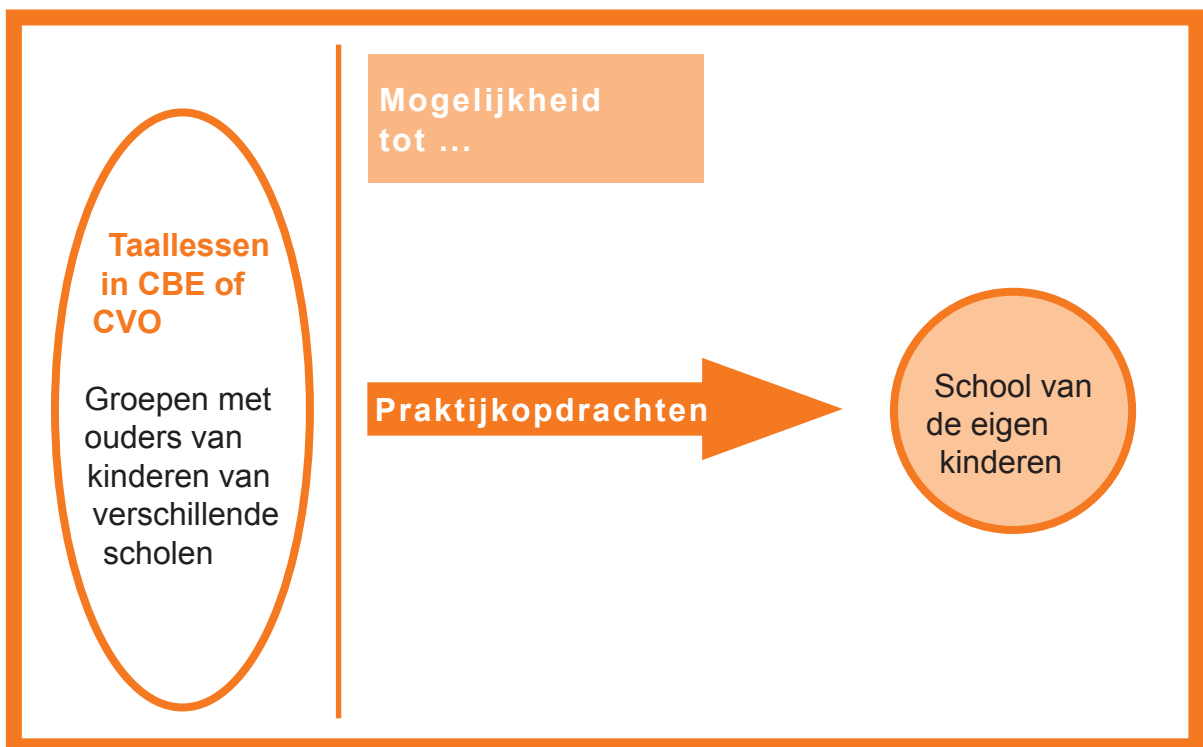 Taallessen
in CBE of
CVO
Groepen met
ouders van
kinderen van
verschillende
scholen
Mogelijkheid
tot ...
Praktijkopdrachten
School van
de eigen
kinderen